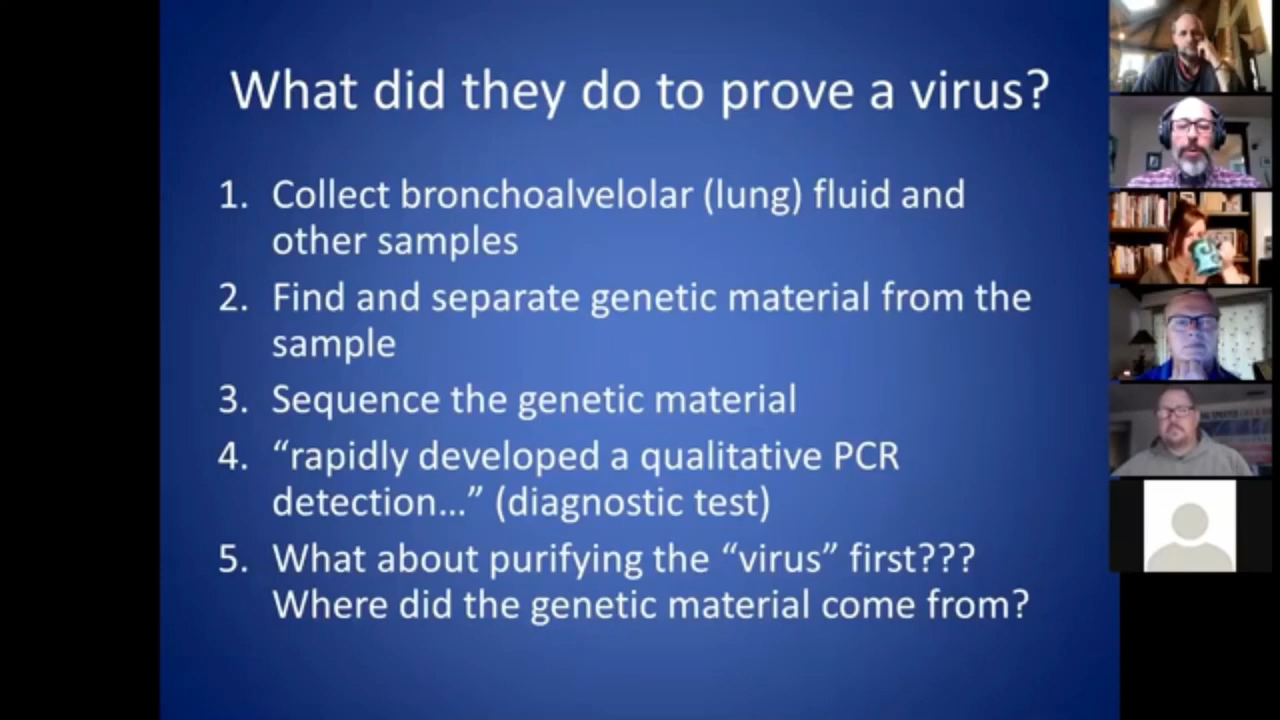 What did they do to prove a virus?
1. Collect bronchoalvelolar (lung) fluid and
other samples
2. Find and separate genetic material from the
sample
3. Sequence the genetic material
4. “rapidly developed a qualitative PCR
detection…” (diagnostic test)
5. What about purifying the “virus” first???
Where did the genetic material come from?